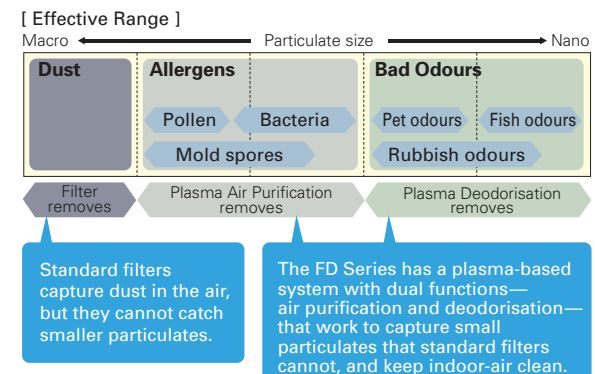 [ Effective Range ]
Macro Particulate size Nano
Dust Allergens Bad Odours
Pollen Bacteria Pet odours Fish odours
Mold spores Rubbish odours
Filter removes
Plasma Air Purification removes
Plasma Deodorisation removes
Standard filters
capture dust in the air,
but they cannot catch
smaller particulates.
The FD Series has a plasma-based
system with dual functions—
air purification and deodorisation—
that work to capture small
particulates that standard filters
cannot, and keep indoor-air clean.